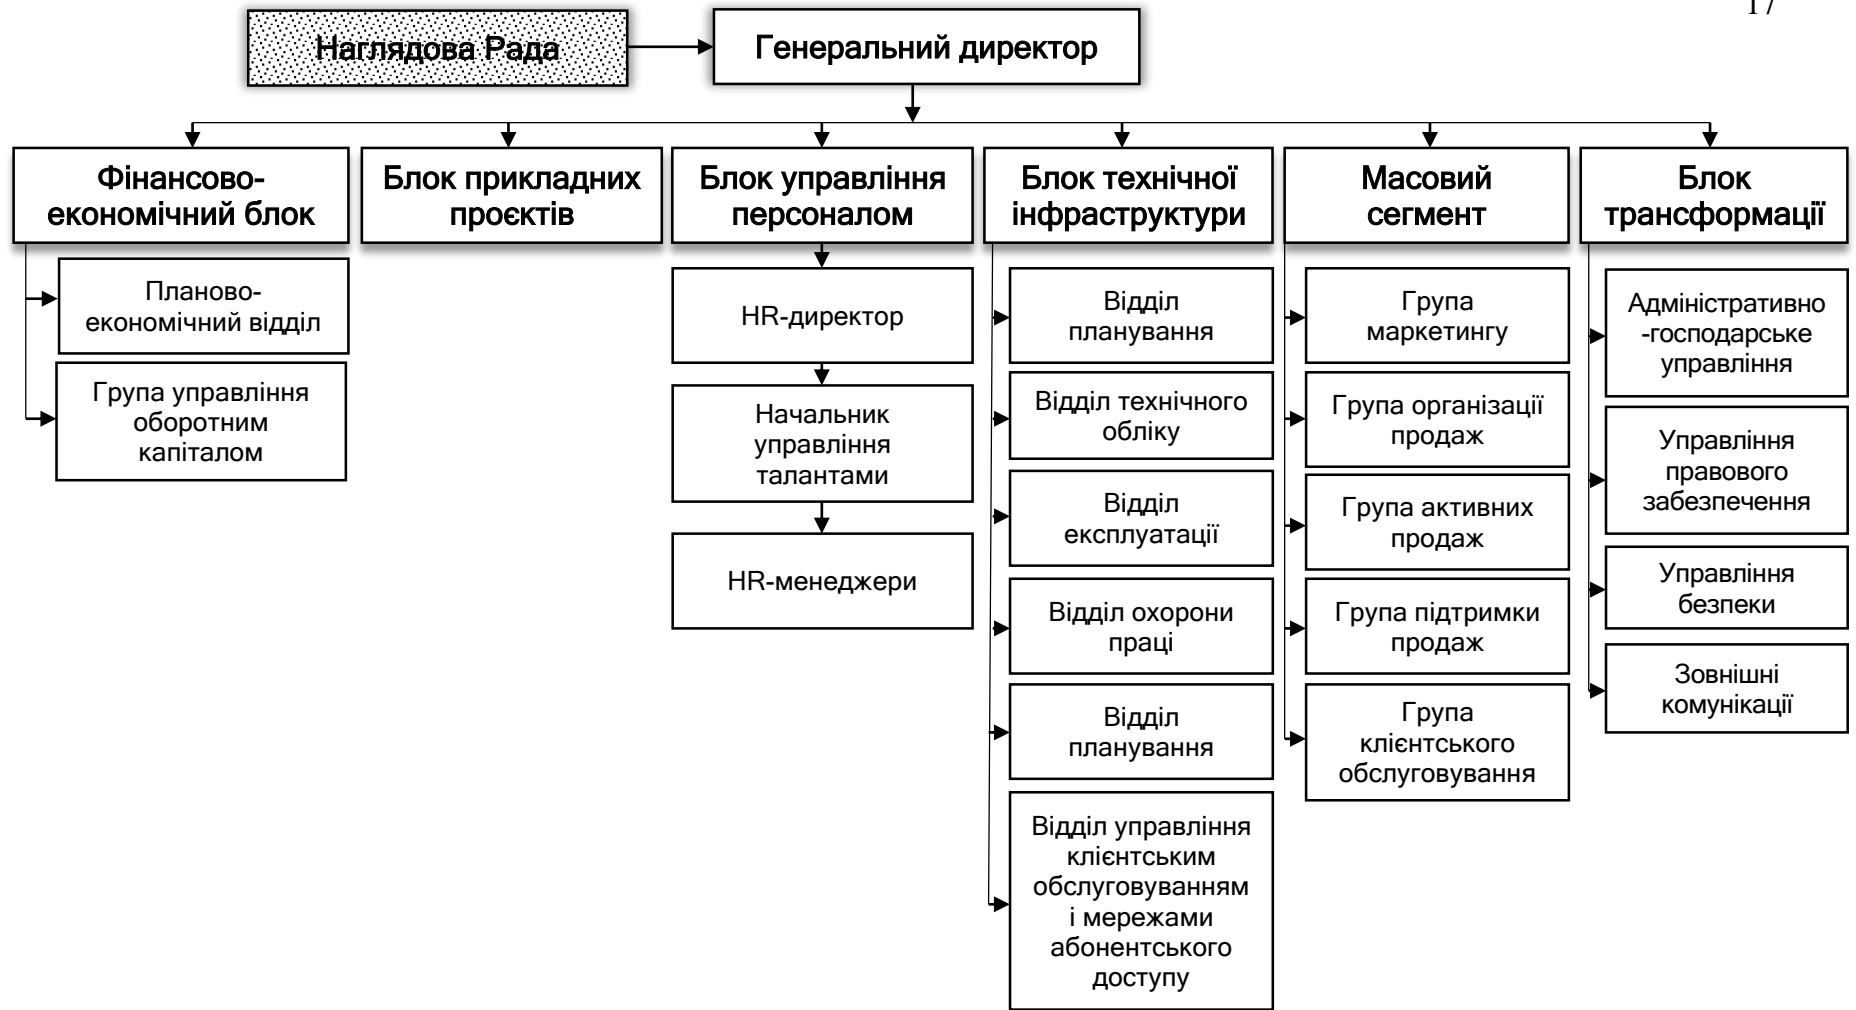 17
Наглядова Рада
Генеральний директор
Фінансово-
економічний блок
Блок прикладних
проєктів
Блок управління
персоналом
Блок технічної
інфраструктури
Масовий
сегмент
Блок
трансформації
Планово-
економічний відділ
Група управління
оборотним
капіталом
HR-директор
Начальник
управління
талантами
HR-менеджери
Відділ
планування
Відділ технічного
обліку
Відділ
експлуатації
Відділ охорони
праці
Відділ
планування
Відділ управління
клієнтським
обслуговуванням
і мережами
абонентського
доступу
Група
маркетингу
Група організації
продаж
Група активних
продаж
Група підтримки
продаж
Група
клієнтського
обслуговування
Адміністративно
-господарське
управління
Управління
правового
забезпечення
Управління
безпеки
Зовнішні
комунікації